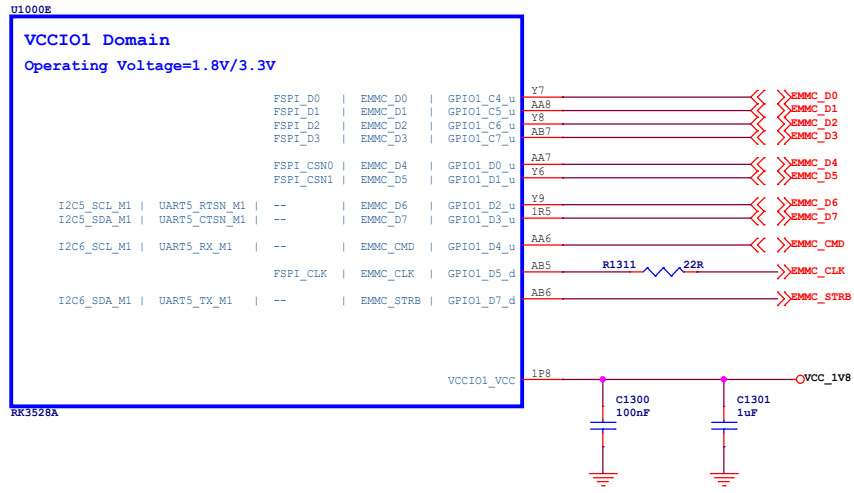 U1000E
VCCIO1 Domain
Operating Voltage=1.8V/3.3V
FSPI_D0 | EMMC_D0 | GPIO1_C4_u Y7 EMMC_D0
FSPI_D1 | EMMC_D1 | GPIO1_C5_u AA8 EMMC_D1
FSPI_D2 | EMMC_D2 | GPIO1_C6_u Y8 EMMC_D2
FSPI_D3 | EMMC_D3 | GPIO1_C7_u AB7 EMMC_D3
FSPI_CSN0 | EMMC_D4 | GPIO1_D0_u AA7 EMMC_D4
FSPI_CSN1 | EMMC_D5 | GPIO1_D1_u Y6 EMMC_D5
I2C5_SCL_M1 | UART5_RTSN_M1 | -- | EMMC_D6 | GPIO1_D2_u Y9 EMMC_D6
I2C5_SDA_M1 | UART5_CTSN_M1 | -- | EMMC_D7 | GPIO1_D3_u 1R5 EMMC_D7
I2C6_SCL_M1 | UART5_RX_M1 | -- | EMMC_CMD | GPIO1_D4_u AA6 EMMC_CMD
FSPI_CLK | EMMC_CLK | GPIO1_D5_d AB5 R1311 22R EMMC_CLK
I2C6_SDA_M1 | UART5_TX_M1 | -- | EMMC_STRB | GPIO1_D7_d AB6 EMMC_STRB
VCCIO1_VCC 1P8 VCC_1V8
C1300 C1301
100nF 1uF
RK3528A